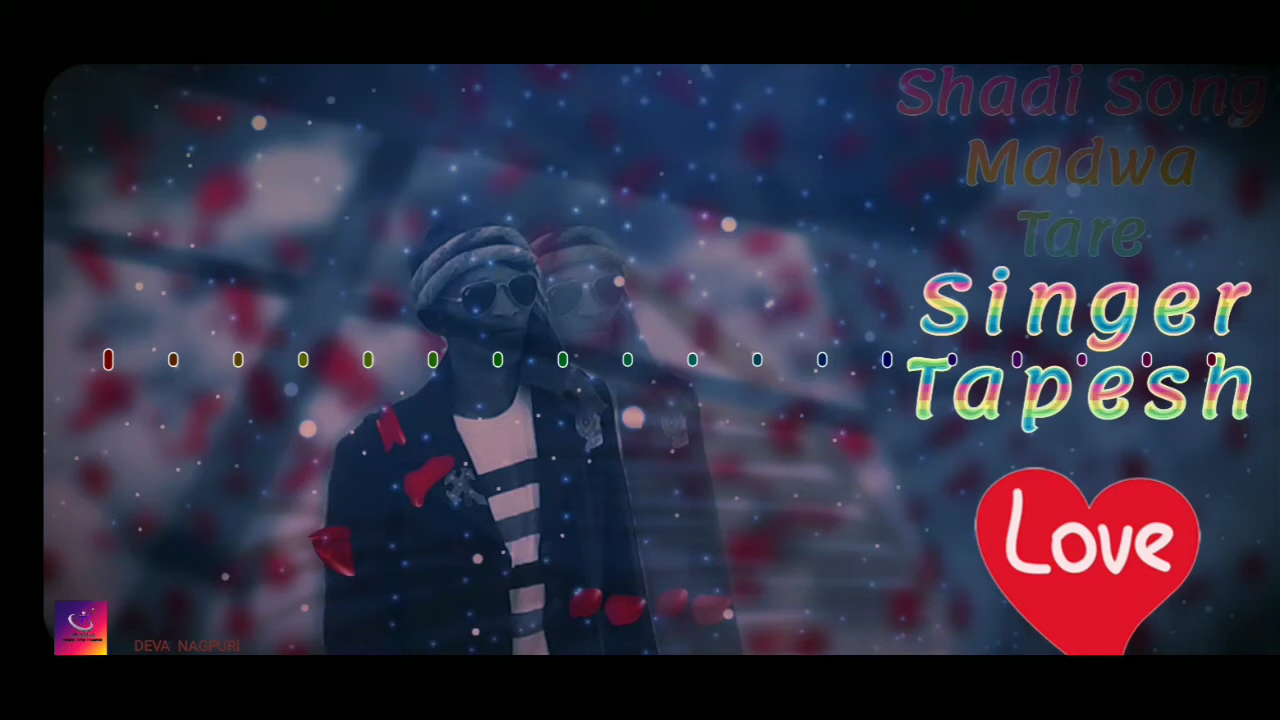 Shadi Song
Madwa
Tare
Singer
Tapesh
Love
DEVA NAGPURI